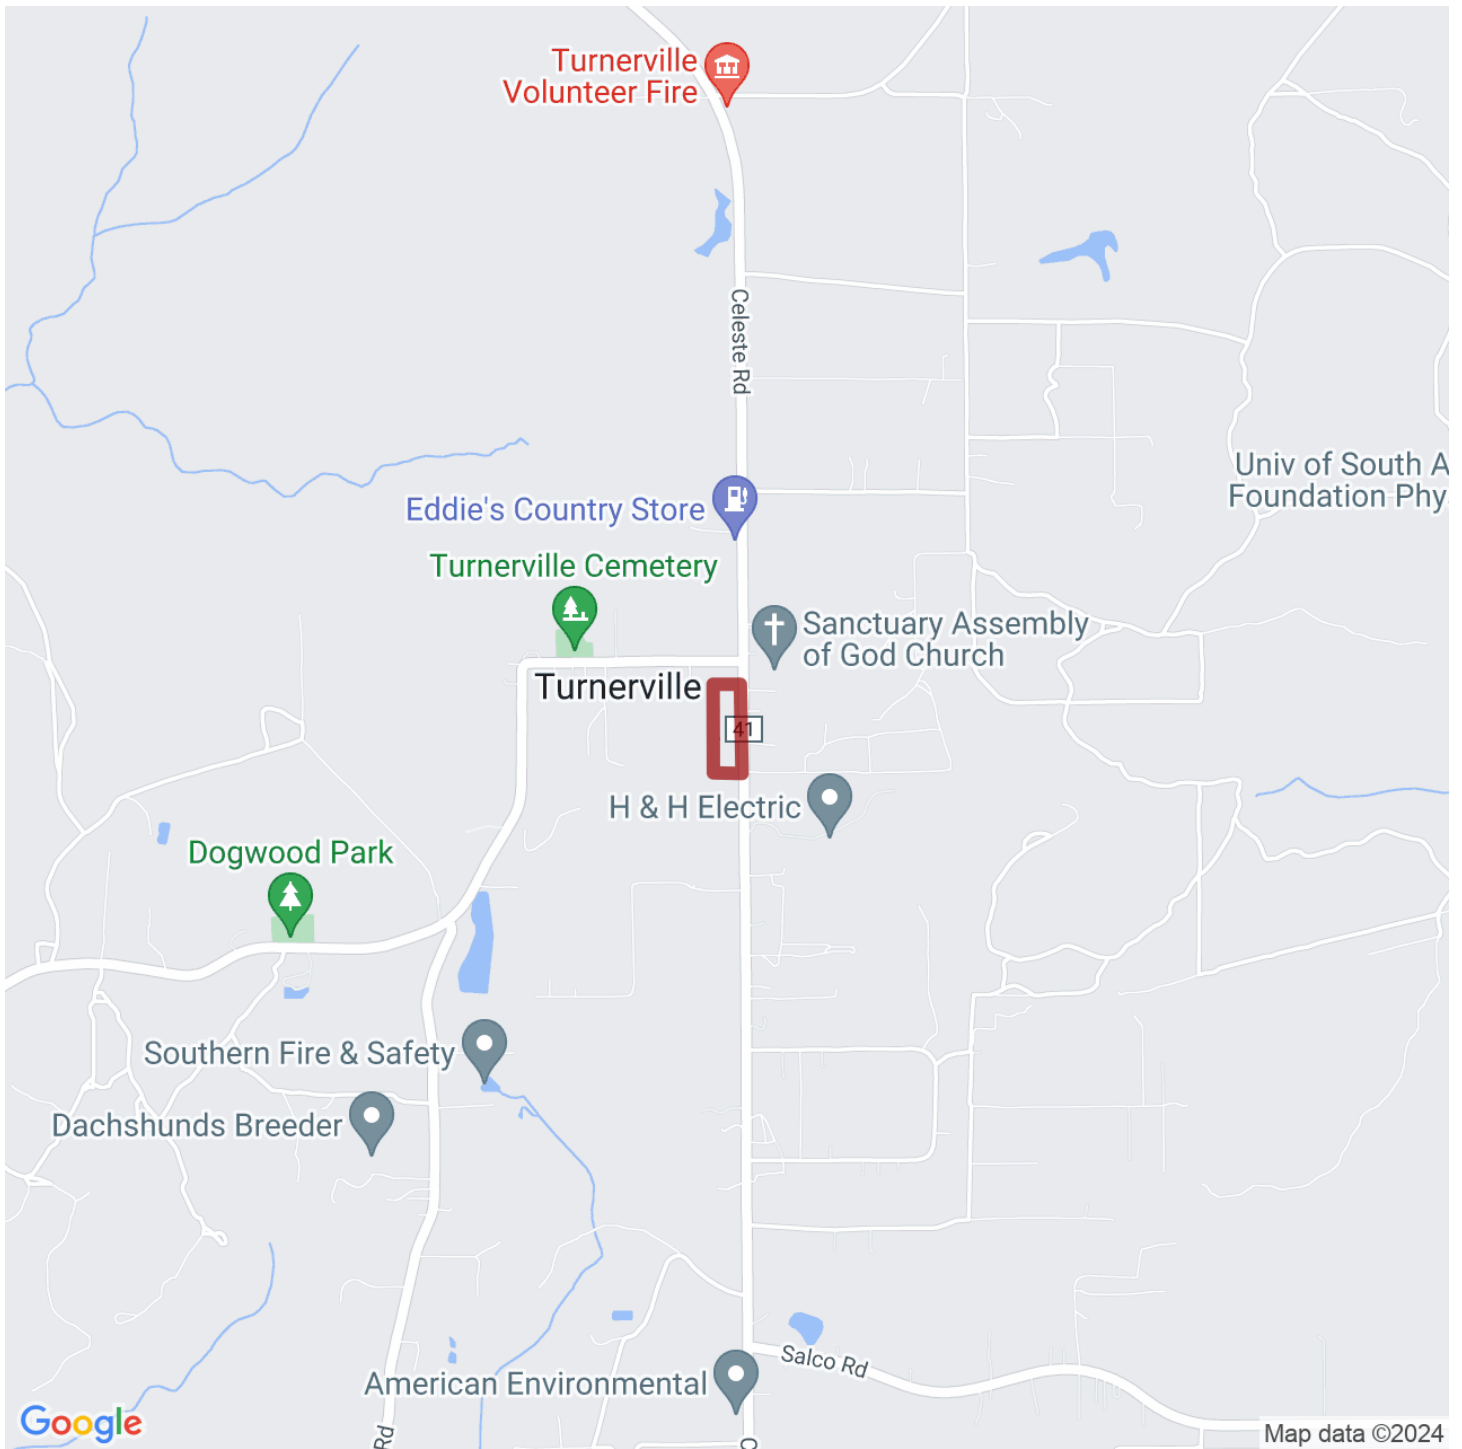 Turnerville
Volunteer Fire
Celeste Rd
Univ of South A
Foundation Phy
Eddie's Country Store
Turnerville Cemetery
Sanctuary Assembly
of God Church
Turnerville
41
H & H Electric
Dogwood Park
Southern Fire & Safety
Dachshunds Breeder
Salco Rd
American Environmental
Rd
C
Google
Map data ©2024